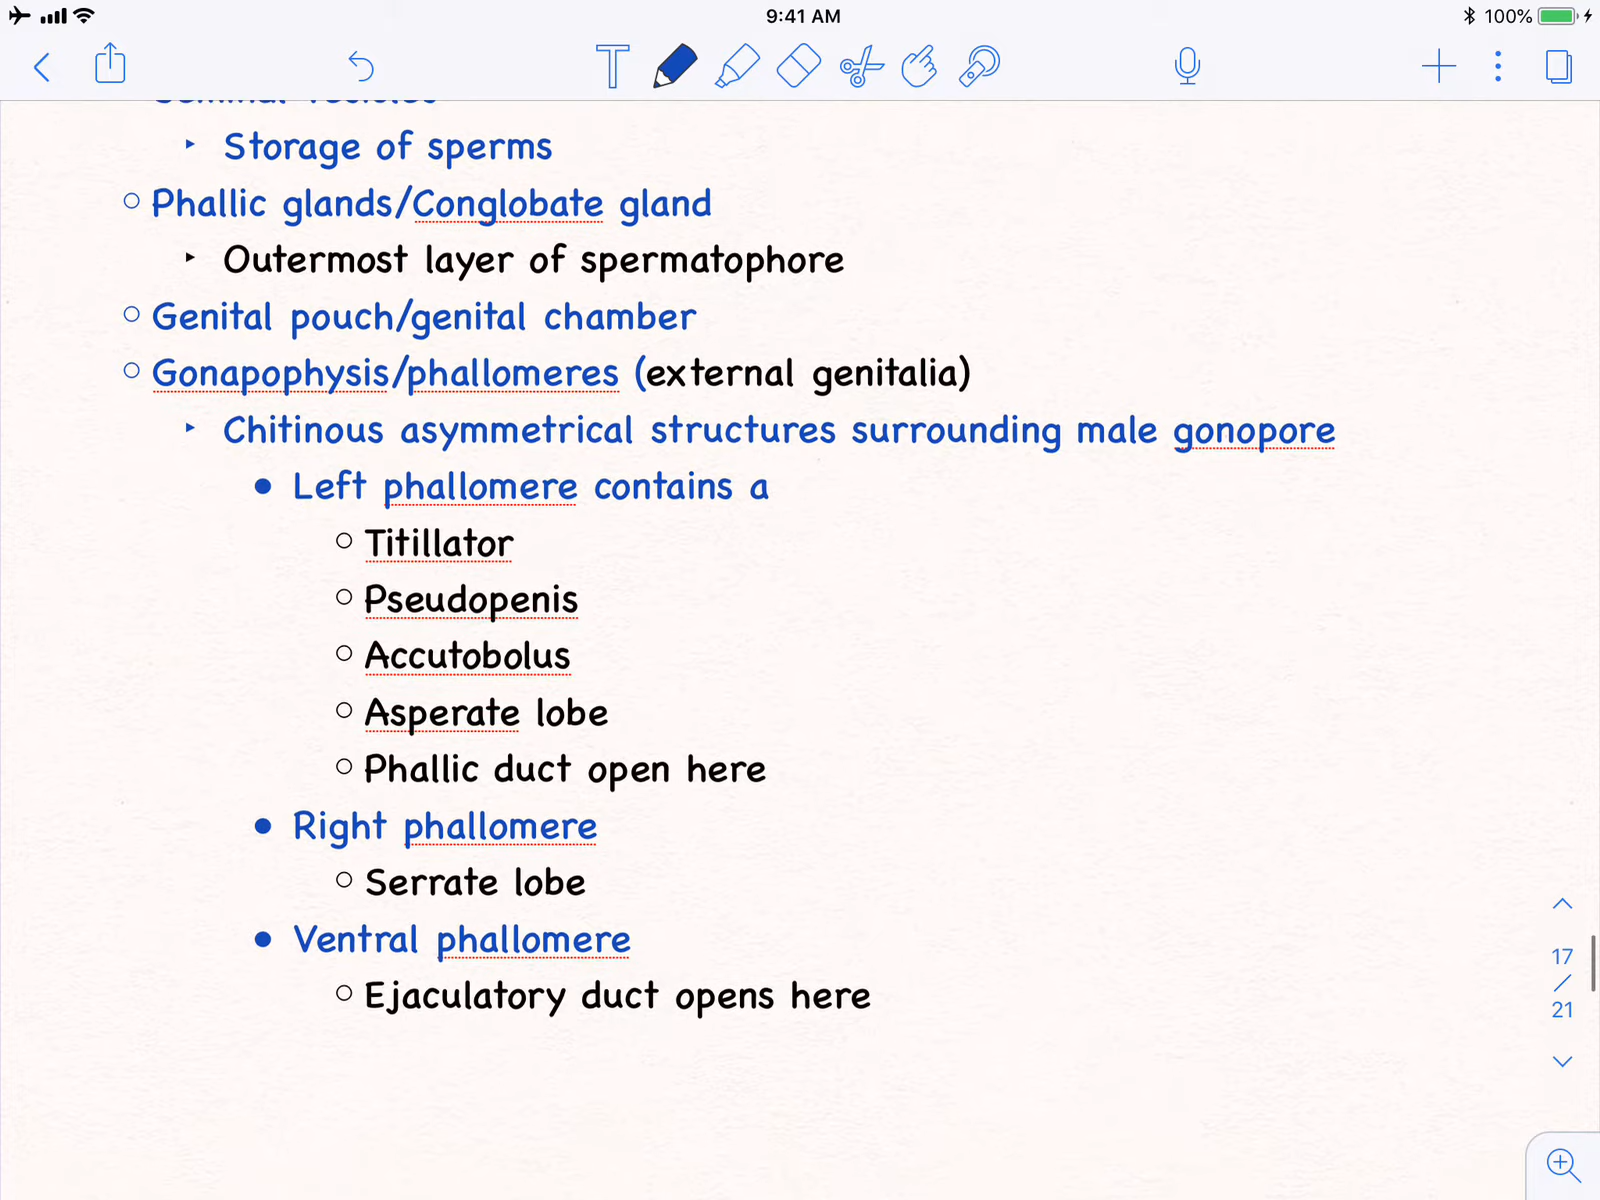 9:41 AM
100%
Seminal vesicles
Storage of sperms
Phallic glands/Conglobate gland
Outermost layer of spermatophore
Genital pouch/genital chamber
Gonapophysis/phallomeres (external genitalia)
Chitinous asymmetrical structures surrounding male gonopore
Left phallomere contains a
Titillator
Pseudopenis
Accutobolus
Asperate lobe
Phallic duct open here
Right phallomere
Serrate lobe
Ventral phallomere
Ejaculatory duct opens here
17
/
21